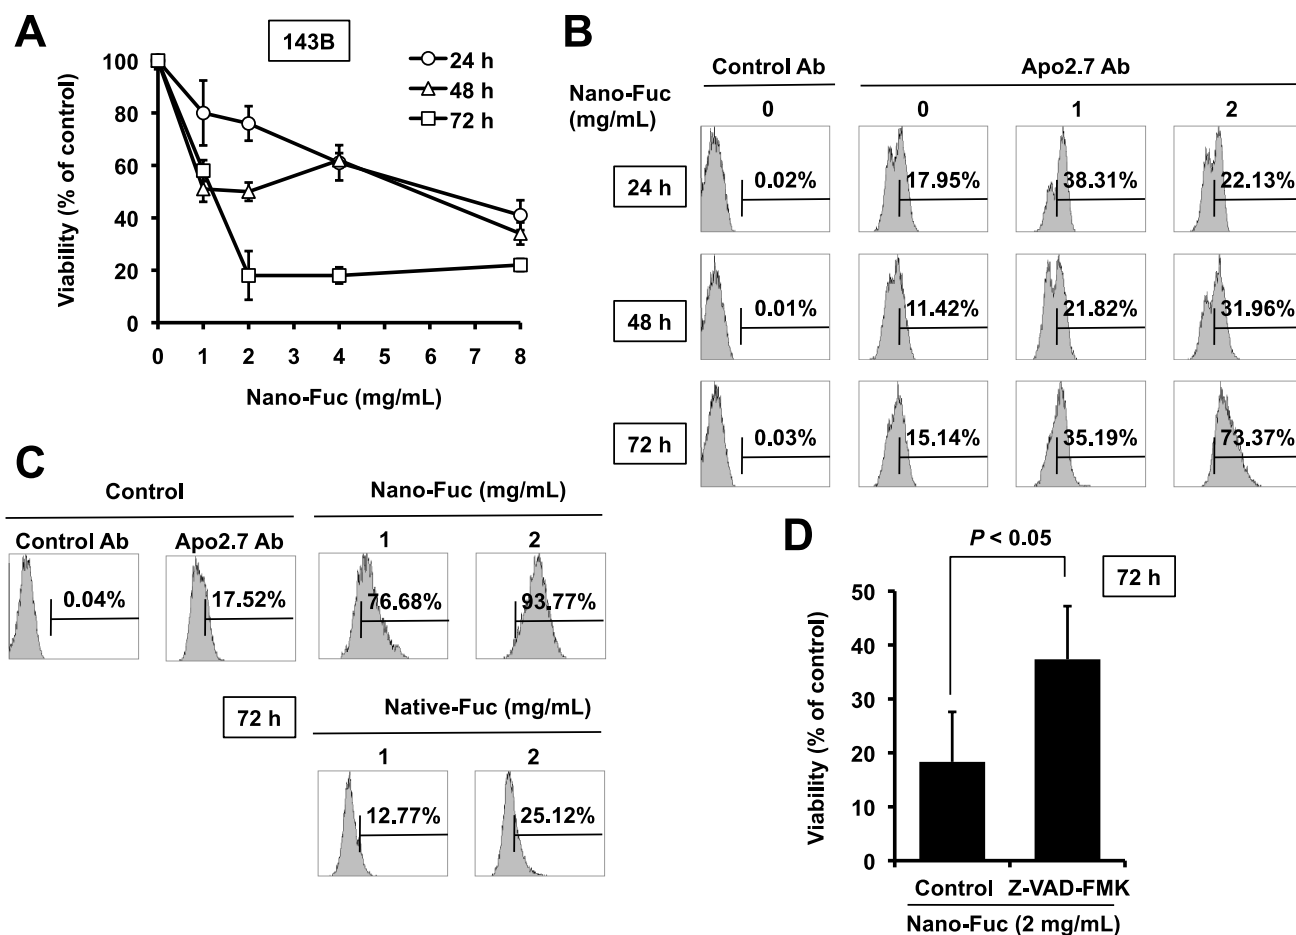 A
143B
24 h
48 h
72 h
100
80
60
40
20
0
0 1 2 3 4 5 6 7 8
Viability (% of control)
Nano-Fuc (mg/mL)
B
Control Ab Apo2.7 Ab
Nano-Fuc
(mg/mL)
0 0 1 2
24 h 0.02% 17.95% 38.31% 22.13%
48 h 0.01% 11.42% 21.82% 31.96%
72 h 0.03% 15.14% 35.19% 73.37%
C
Control Nano-Fuc (mg/mL)
Control Ab Apo2.7 Ab 1 2
0.04% 17.52% 76.68% 93.77%
72 h Native-Fuc (mg/mL)
1 2
12.77% 25.12%
D
P < 0.05
72 h
50
40
30
20
10
0
Viability (% of control)
Control Z-VAD-FMK
Nano-Fuc (2 mg/mL)